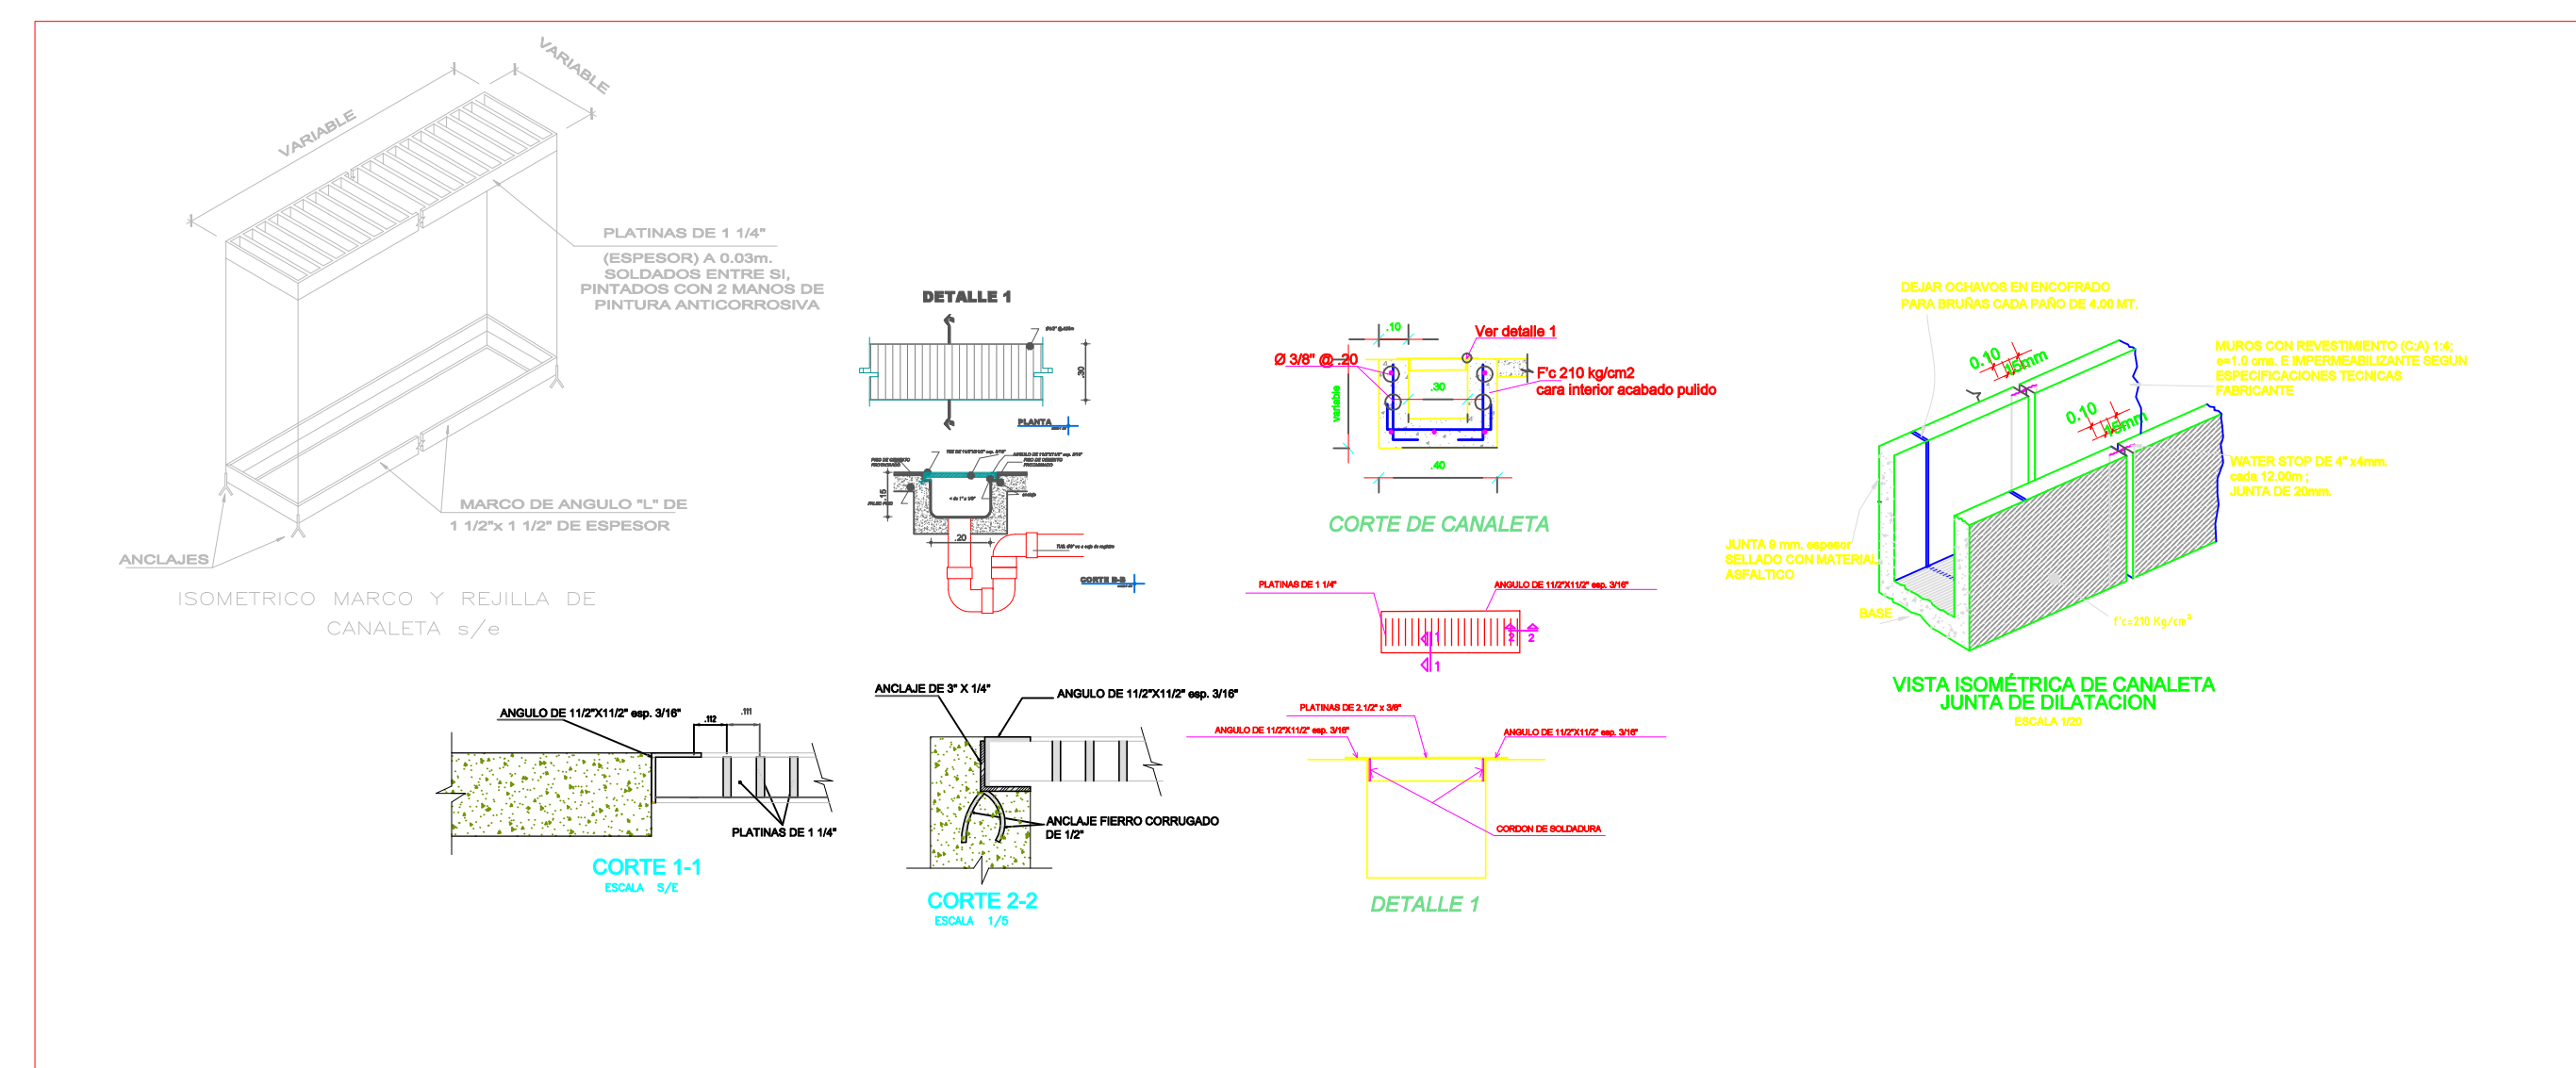 VARIABLE
VARIABLE
PLATINAS DE 1 1/4"
(ESPESOR) A 0.03m.
SOLDADOS ENTRE SI,
PINTADOS CON 2 MANOS DE
PINTURA ANTICORROSIVA
MARCO DE ANGULO "L" DE
1 1/2"x 1 1/2" DE ESPESOR
ANCLAJES
ISOMETRICO MARCO Y REJILLA DE
CANALETA s/e
DETALLE 1
.30
PLANTA
PISO DE CEMENTO
PISO DE CEMENTO
.15
.20
CORTE B-B
.10
Ver detalle 1
Ø 3/8" @ .20
F'c 210 kg/cm2
cara interior acabado pulido
.30
variable
.40
CORTE DE CANALETA
PLATINAS DE 1 1/4"
ANGULO DE 11/2"X11/2" esp. 3/16"
1
1
2
2
PLATINAS DE 2.1/2" x 3/8"
ANGULO DE 11/2"X11/2" esp. 3/16"
ANGULO DE 11/2"X11/2" esp. 3/16"
CORDON DE SOLDADURA
DETALLE 1
ANGULO DE 11/2"X11/2" esp. 3/16"
.112
.111
PLATINAS DE 1 1/4"
CORTE 1-1
ESCALA S/E
ANCLAJE DE 3" X 1/4"
ANGULO DE 11/2"X11/2" esp. 3/16"
ANCLAJE FIERRO CORRUGADO
DE 1/2"
CORTE 2-2
ESCALA 1/5
DEJAR OCHAVOS EN ENCOFRADO
PARA BRUÑAS CADA PAÑO DE 4.00 MT.
0.10
15mm
0.10
15mm
MUROS CON REVESTIMIENTO (C:A) 1:4;
e=1.0 cms. E IMPERMEABILIZANTE SEGUN
ESPECIFICACIONES TECNICAS
FABRICANTE
WATER STOP DE 4" x4mm.
cada 12.00m ;
JUNTA DE 20mm.
JUNTA 9 mm. espesor
SELLADO CON MATERIAL
ASFALTICO
BASE
f'c=210 Kg/cm²
VISTA ISOMÉTRICA DE CANALETA
JUNTA DE DILATACION
ESCALA 1/20